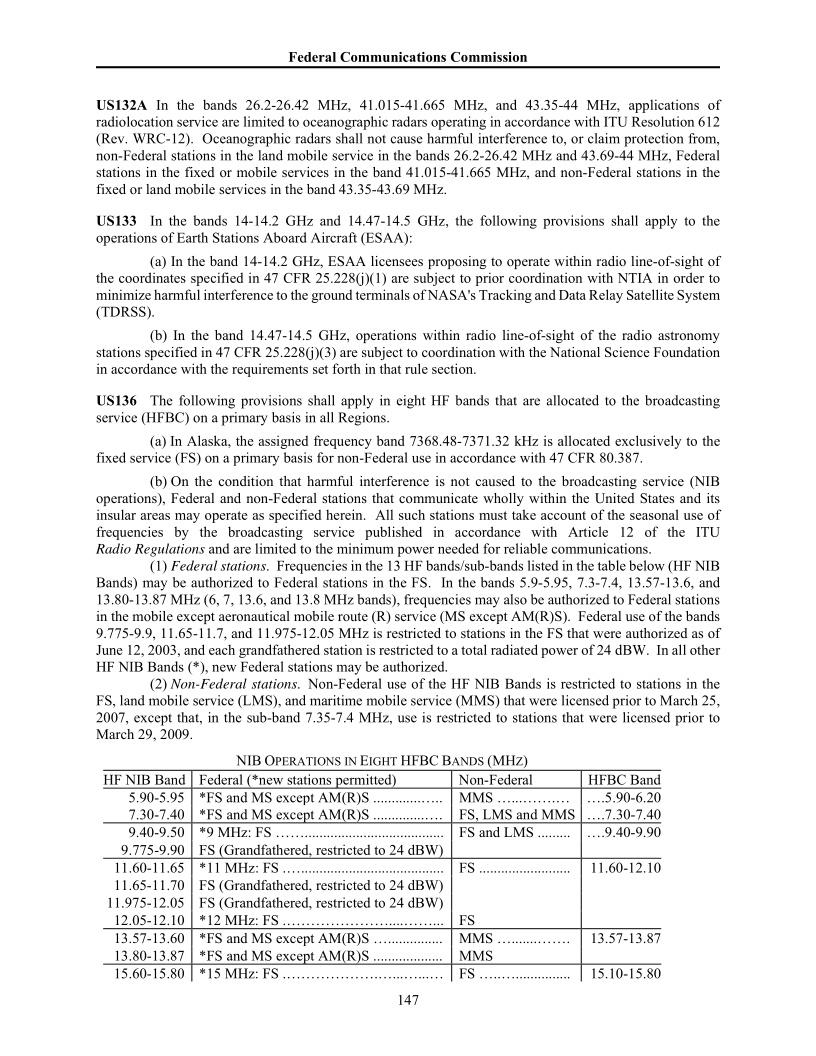 Federal Communications Commission
US132A In the bands 26.2-26.42 MHz, 41.015-41.665 MHz, and 43.35-44 MHz, applications of
radiolocation service are limited to oceanographic radars operating in accordance with ITU Resolution 612
(Rev. WRC-12). Oceanographic radars shall not cause harmful interference to, or claim protection from,
non-Federal stations in the land mobile service in the bands 26.2-26.42 MHz and 43.69-44 MHz, Federal
stations in the fixed or mobile services in the band 41.015-41.665 MHz, and non-Federal stations in the
fixed or land mobile services in the band 43.35-43.69 MHz.
US133 In the bands 14-14.2 GHz and 14.47-14.5 GHz, the following provisions shall apply to the
operations of Earth Stations Aboard Aircraft (ESAA):
(a) In the band 14-14.2 GHz, ESAA licensees proposing to operate within radio line-of-sight of
the coordinates specified in 47 CFR 25.228(j)(1) are subject to prior coordination with NTIA in order to
minimize harmful interference to the ground terminals of NASA's Tracking and Data Relay Satellite System
(TDRSS).
(b) In the band 14.47-14.5 GHz, operations within radio line-of-sight of the radio astronomy
stations specified in 47 CFR 25.228(j)(3) are subject to coordination with the National Science Foundation
in accordance with the requirements set forth in that rule section.
US136 The following provisions shall apply in eight HF bands that are allocated to the broadcasting
service (HFBC) on a primary basis in all Regions.
(a) In Alaska, the assigned frequency band 7368.48-7371.32 kHz is allocated exclusively to the
fixed service (FS) on a primary basis for non-Federal use in accordance with 47 CFR 80.387.
(b) On the condition that harmful interference is not caused to the broadcasting service (NIB
operations), Federal and non-Federal stations that communicate wholly within the United States and its
insular areas may operate as specified herein. All such stations must take account of the seasonal use of
frequencies by the broadcasting service published in accordance with Article 12 of the ITU
Radio Regulations and are limited to the minimum power needed for reliable communications.
(1) Federal stations. Frequencies in the 13 HF bands/sub-bands listed in the table below (HF NIB
Bands) may be authorized to Federal stations in the FS. In the bands 5.9-5.95, 7.3-7.4, 13.57-13.6, and
13.80-13.87 MHz (6, 7, 13.6, and 13.8 MHz bands), frequencies may also be authorized to Federal stations
in the mobile except aeronautical mobile route (R) service (MS except AM(R)S). Federal use of the bands
9.775-9.9, 11.65-11.7, and 11.975-12.05 MHz is restricted to stations in the FS that were authorized as of
June 12, 2003, and each grandfathered station is restricted to a total radiated power of 24 dBW. In all other
HF NIB Bands (*), new Federal stations may be authorized.
(2) Non-Federal stations. Non-Federal use of the HF NIB Bands is restricted to stations in the
FS, land mobile service (LMS), and maritime mobile service (MMS) that were licensed prior to March 25,
2007, except that, in the sub-band 7.35-7.4 MHz, use is restricted to stations that were licensed prior to
March 29, 2009.
NIB OPERATIONS IN EIGHT HFBC BANDS (MHz)
HF NIB Band Federal (*new stations permitted) Non-Federal HFBC Band
5.90-5.95 *FS and MS except AM(R)S .................. MMS ............... ....5.90-6.20
7.30-7.40 *FS and MS except AM(R)S .................. FS, LMS and MMS ....7.30-7.40
9.40-9.50 *9 MHz: FS ............................................ FS and LMS ......... ....9.40-9.90
9.775-9.90 FS (Grandfathered, restricted to 24 dBW)
11.60-11.65 *11 MHz: FS ........................................... FS ......................... 11.60-12.10
11.65-11.70 FS (Grandfathered, restricted to 24 dBW)
11.975-12.05 FS (Grandfathered, restricted to 24 dBW)
12.05-12.10 *12 MHz: FS ........................................ FS
13.57-13.60 *FS and MS except AM(R)S ................... MMS .................... 13.57-13.87
13.80-13.87 *FS and MS except AM(R)S ................... MMS
15.60-15.80 *15 MHz: FS ........................................ FS ...................... 15.10-15.80
147